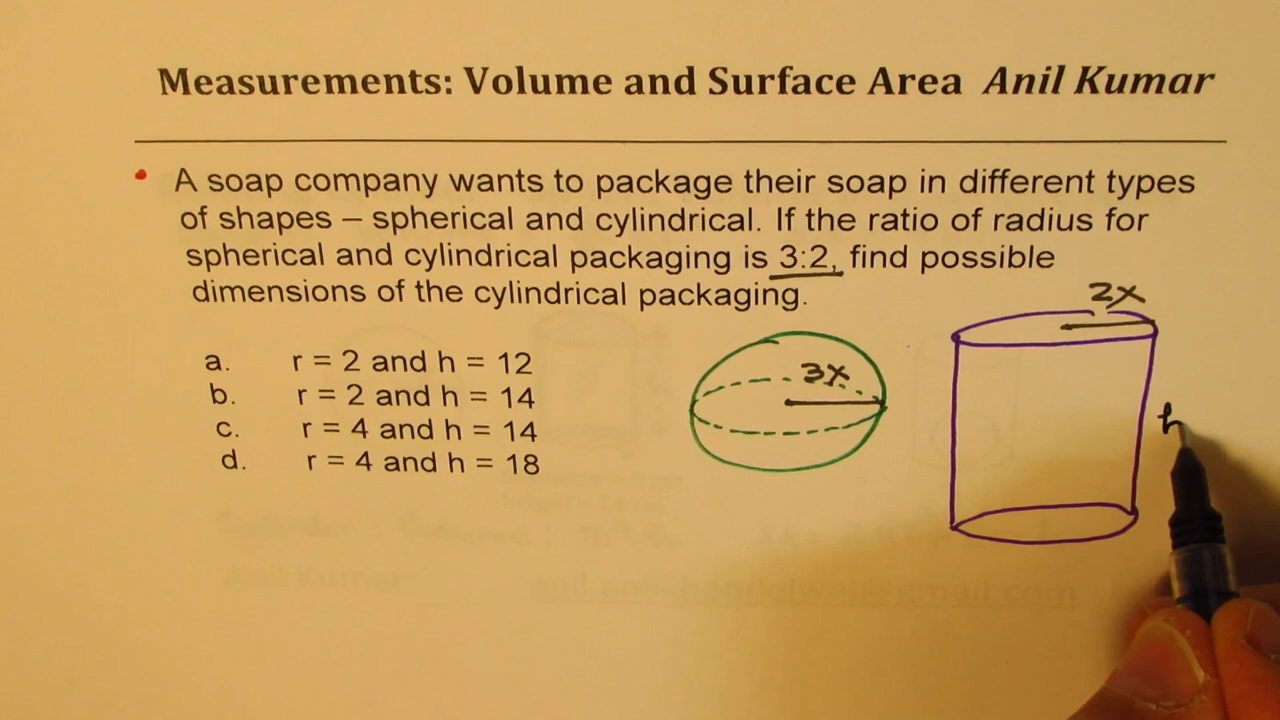 Measurements: Volume and Surface Area Anil Kumar
A soap company wants to package their soap in different types
of shapes – spherical and cylindrical. If the ratio of radius for
spherical and cylindrical packaging is 3:2, find possible
dimensions of the cylindrical packaging.
2x
a. r = 2 and h = 12
b. r = 2 and h = 14
c. r = 4 and h = 14
d. r = 4 and h = 18
3x
h